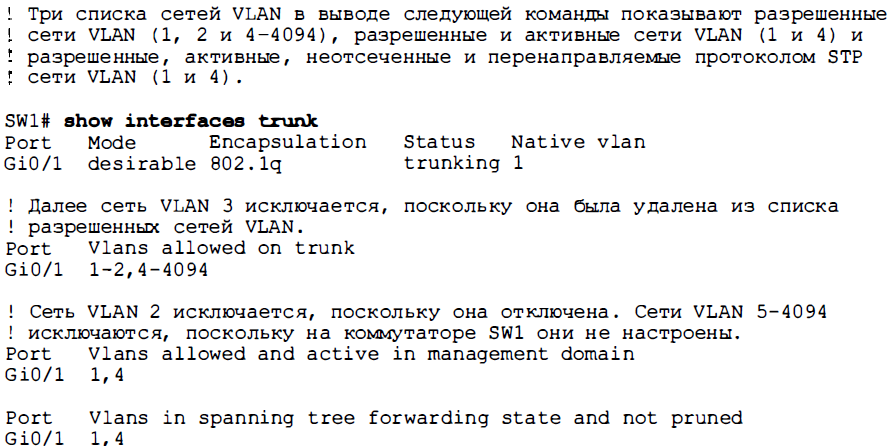 ! Три списка сетей VLAN в выводе следующей команды показывают разрешенные
! сети VLAN (1, 2 и 4-4094), разрешенные и активные сети VLAN (1 и 4) и
! разрешенные, активные, неотсеченные и перенаправляемые протоколом STP
! сети VLAN (1 и 4).
SW1# show interfaces trunk
Port Mode Encapsulation Status Native vlan
Gi0/1 desirable 802.1q trunking 1
! Далее сеть VLAN 3 исключается, поскольку она была удалена из списка
! разрешенных сетей VLAN.
Port Vlans allowed on trunk
Gi0/1 1-2,4-4094
! Сеть VLAN 2 исключается, поскольку она отключена. Сети VLAN 5-4094
! исключаются, поскольку на коммутаторе SW1 они не настроены.
Port Vlans allowed and active in management domain
Gi0/1 1,4
Port Vlans in spanning tree forwarding state and not pruned
Gi0/1 1,4